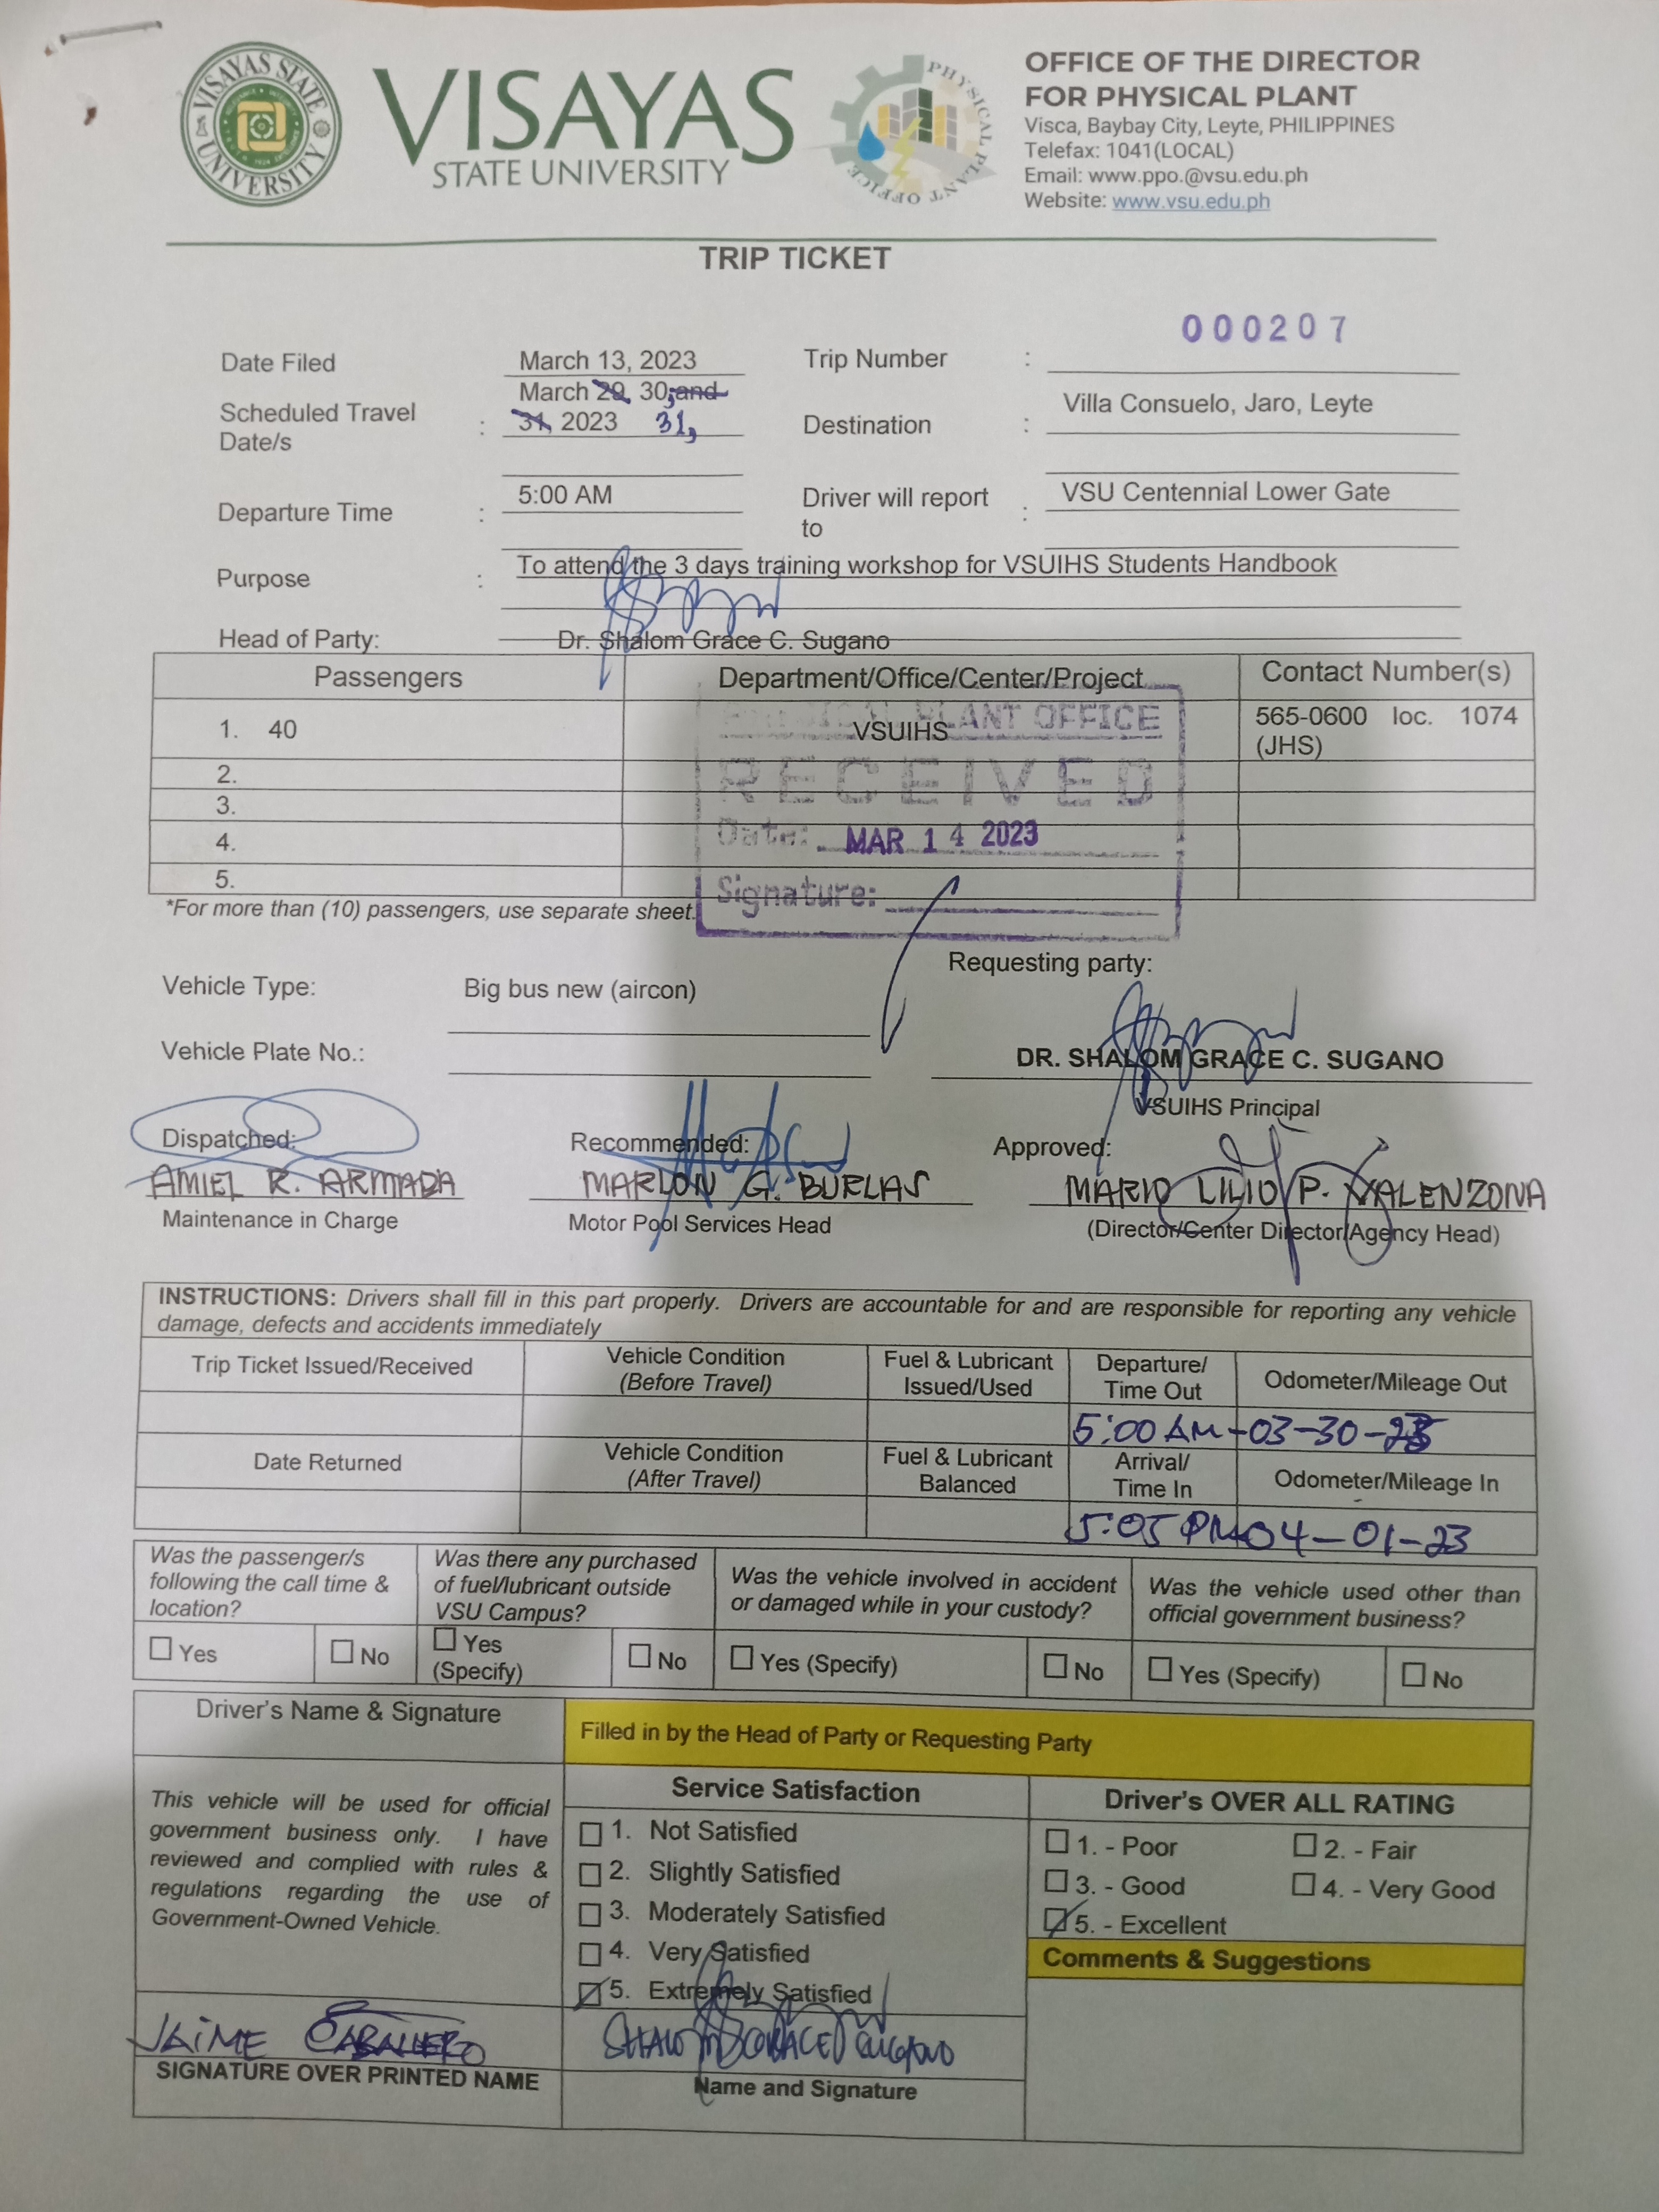 VISAYAS STATE UNIVERSITY
VISAYAS
STATE UNIVERSITY
PHYSICAL PLANT OFFICE
OFFICE OF THE DIRECTOR
FOR PHYSICAL PLANT
Visca, Baybay City, Leyte, PHILIPPINES
Telefax: 1041(LOCAL)
Email: www.ppo.@vsu.edu.ph
Website: www.vsu.edu.ph
TRIP TICKET
000207
Date Filed March 13, 2023 Trip Number :
Scheduled Travel Date/s : March 29, 30, and
31, 2023 31,
Destination : Villa Consuelo, Jaro, Leyte
Departure Time : 5:00 AM
Driver will report to : VSU Centennial Lower Gate
Purpose : To attend the 3 days training workshop for VSUIHS Students Handbook
Head of Party: Dr. Shalom Grace C. Sugano
Passengers Department/Office/Center/Project Contact Number(s)
1. 40 VSUIHS 565-0600 loc. 1074
(JHS)
2.
3.
4.
5.
PLANT OFFICE
RECEIVED
Date: MAR 14 2023
Signature:
*For more than (10) passengers, use separate sheet.
Requesting party:
Vehicle Type: Big bus new (aircon)
Vehicle Plate No.:
DR. SHALOM GRACE C. SUGANO
VSUIHS Principal
Dispatched: Recommended: Approved:
AMIEL R. ARMADA MARLON G. BURLAS MARIO LILIO P. VALENZONA
Maintenance in Charge Motor Pool Services Head (Director/Center Director/Agency Head)
INSTRUCTIONS: Drivers shall fill in this part properly. Drivers are accountable for and are responsible for reporting any vehicle
damage, defects and accidents immediately
Trip Ticket Issued/Received Vehicle Condition
(Before Travel) Fuel & Lubricant
Issued/Used Departure/
Time Out Odometer/Mileage Out
5:00 AM-03-30-23
Date Returned Vehicle Condition
(After Travel) Fuel & Lubricant
Balanced Arrival/
Time In Odometer/Mileage In
5:05 PM 04-01-23
Was the passenger/s
following the call time &
location?
Was there any purchased
of fuel/lubricant outside
VSU Campus?
Was the vehicle involved in accident
or damaged while in your custody?
Was the vehicle used other than
official government business?
Yes No Yes
(Specify) No Yes (Specify) No Yes (Specify) No
Driver's Name & Signature
Filled in by the Head of Party or Requesting Party
This vehicle will be used for official
government business only. I have
reviewed and complied with rules &
regulations regarding the use of
Government-Owned Vehicle.
Service Satisfaction
1. Not Satisfied
2. Slightly Satisfied
3. Moderately Satisfied
4. Very Satisfied
5. Extremely Satisfied
Driver's OVER ALL RATING
1. - Poor 2. - Fair
3. - Good 4. - Very Good
5. - Excellent
Comments & Suggestions
JAIME CABALLERO
SIGNATURE OVER PRINTED NAME
SHALOM GRACE SUGANO
Name and Signature